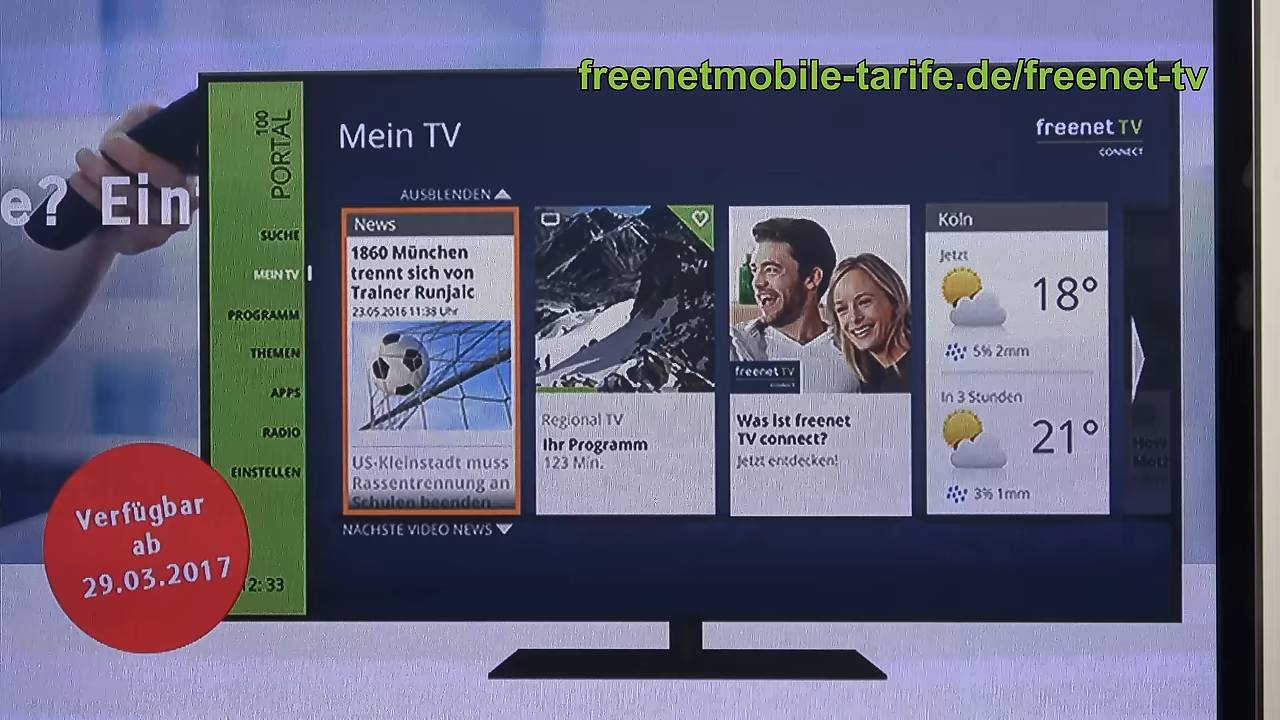 freenetmobile-tarife.de/freenet-tv
e? Ein
100
PORTAL
SUCHE
MEIN TV
PROGRAMM
THEMEN
APPS
RADIO
EINSTELLEN
12:33
Mein TV
freenet TV
CONNECT
AUSBLENDEN
News
1860 München
trennt sich von
Trainer Runjaic
23.05.2016 11:38 Uhr
US-Kleinstadt muss
Rassentrennung an
Schulen beenden
NÄCHSTE VIDEO NEWS
Regional TV
Ihr Programm
123 Min.
freenet TV
CONNECT
Was ist freenet
TV connect?
Jetzt entdecken!
Köln
Jetzt
18°
5% 2mm
In 3 Stunden
21°
3% 1mm
How
Verfügbar
ab
29.03.2017